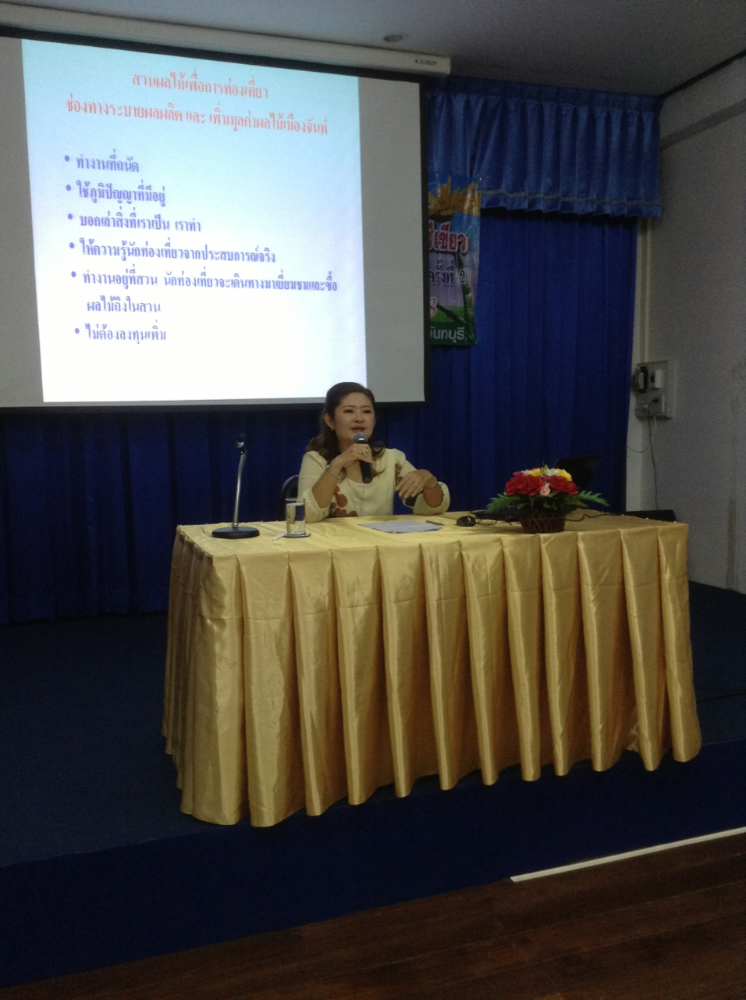 สวนผลไม้เพื่อการท่องเที่ยว
ช่องทางระบายผลผลิต และ เพิ่มมูลค่าผลไม้เมืองจันท์
• ทำงานที่ถนัด
• ใช้ภูมิปัญญาที่มีอยู่
• บอกเล่าสิ่งที่เราเป็น เราทำ
• ให้ความรู้นักท่องเที่ยวจากประสบการณ์จริง
• ทำงานอยู่ที่สวน นักท่องเที่ยวจะเดินทางมาเยี่ยมชมและซื้อ
ผลไม้ถึงในสวน
• ไม่ต้องลงทุนเพิ่ม
สีเขียว
ครั้งที่ 2
8
จันทบุรี